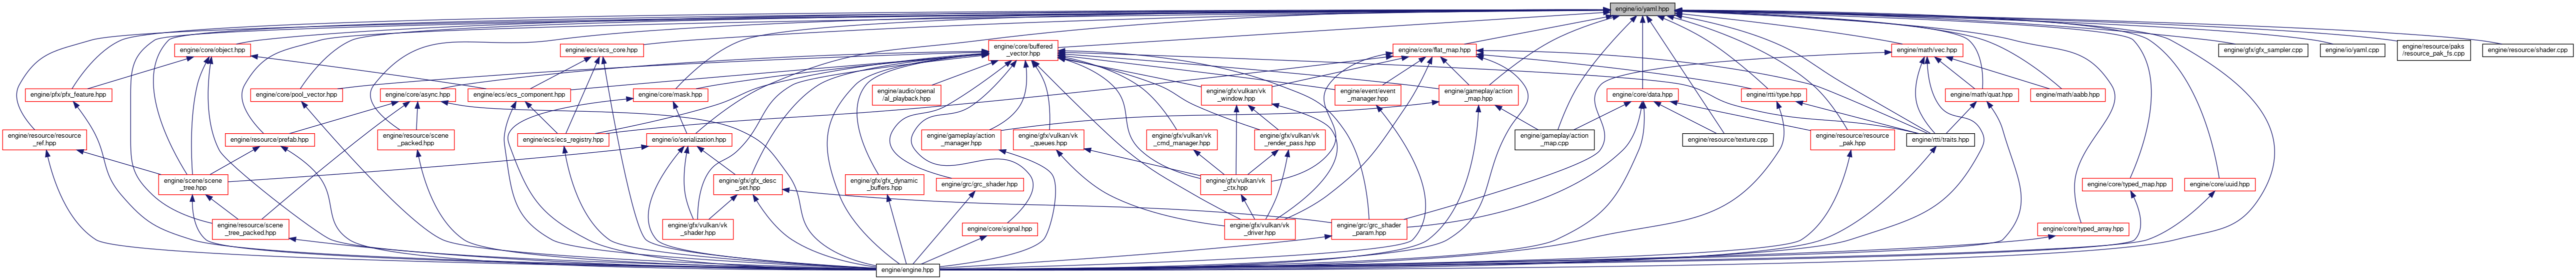 engine/io/yaml.hpp
engine/core/object.hpp
engine/ecs/ecs_core.hpp
engine/core/buffered
_vector.hpp
engine/core/flat_map.hpp
engine/math/vec.hpp
engine/gfx/gfx_sampler.cpp
engine/io/yaml.cpp
engine/resource/paks
/resource_pak_fs.cpp
engine/resource/shader.cpp
engine/pfx/pfx_feature.hpp
engine/core/pool_vector.hpp
engine/core/async.hpp
engine/ecs/ecs_component.hpp
engine/core/mask.hpp
engine/audio/openal
/al_playback.hpp
engine/gfx/vulkan/vk
_window.hpp
engine/event/event
_manager.hpp
engine/gameplay/action
_map.hpp
engine/core/data.hpp
engine/rtti/type.hpp
engine/math/quat.hpp
engine/math/aabb.hpp
engine/resource/resource
_ref.hpp
engine/resource/prefab.hpp
engine/resource/scene
_packed.hpp
engine/ecs/ecs_registry.hpp
engine/io/serialization.hpp
engine/gameplay/action
_manager.hpp
engine/gfx/vulkan/vk
_queues.hpp
engine/gfx/vulkan/vk
_cmd_manager.hpp
engine/gfx/vulkan/vk
_render_pass.hpp
engine/gameplay/action
_map.cpp
engine/resource/texture.cpp
engine/resource/resource
_pak.hpp
engine/rtti/traits.hpp
engine/scene/scene
_tree.hpp
engine/gfx/gfx_desc
_set.hpp
engine/gfx/gfx_dynamic
_buffers.hpp
engine/grc/grc_shader.hpp
engine/gfx/vulkan/vk
_ctx.hpp
engine/core/typed_map.hpp
engine/core/uuid.hpp
engine/resource/scene
_tree_packed.hpp
engine/gfx/vulkan/vk
_shader.hpp
engine/core/signal.hpp
engine/gfx/vulkan/vk
_driver.hpp
engine/grc/grc_shader
_param.hpp
engine/core/typed_array.hpp
engine/engine.hpp